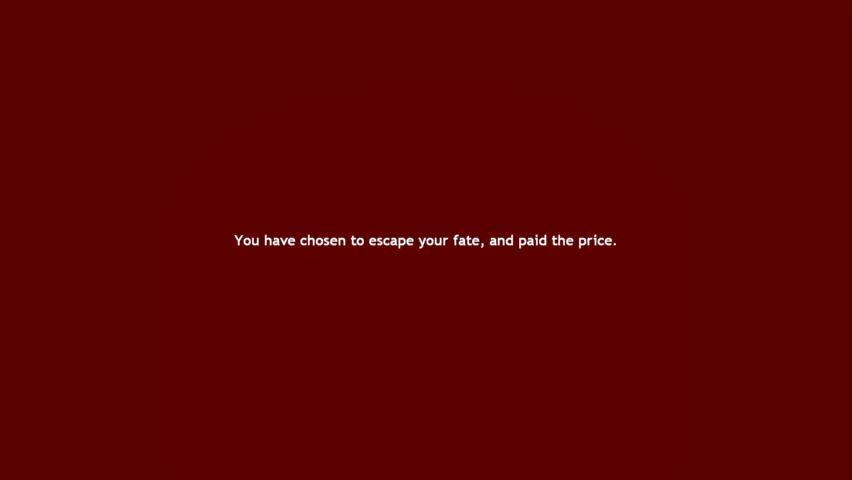 You have chosen to escape your fate, and paid the price.